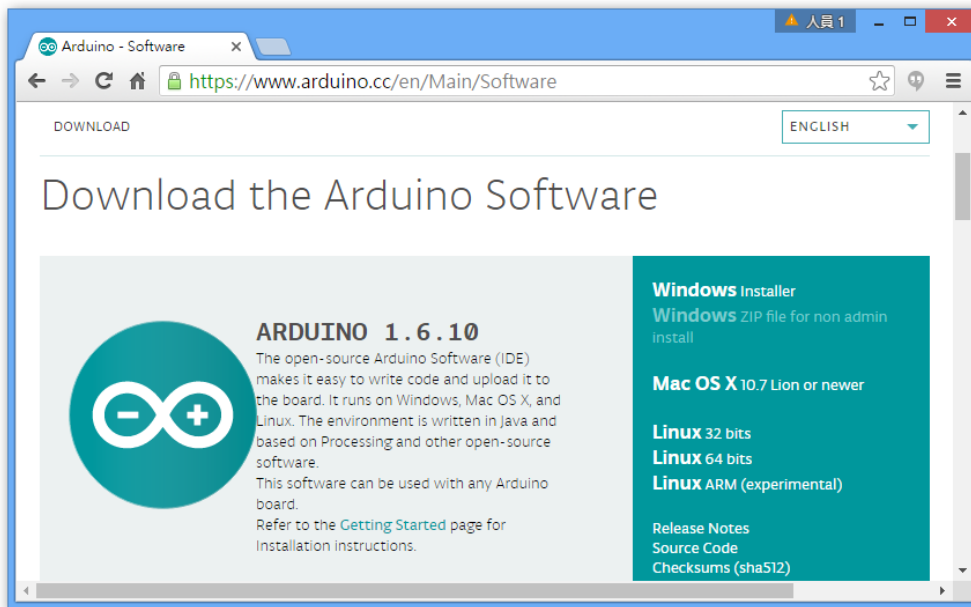 人員 1
Arduino - Software
https://www.arduino.cc/en/Main/Software
DOWNLOAD
ENGLISH
Download the Arduino Software
ARDUINO 1.6.10
The open-source Arduino Software (IDE)
makes it easy to write code and upload it to
the board. It runs on Windows, Mac OS X, and
Linux. The environment is written in Java and
based on Processing and other open-source
software.
This software can be used with any Arduino
board.
Refer to the Getting Started page for
Installation instructions.
Windows Installer
Windows ZIP file for non admin
install
Mac OS X 10.7 Lion or newer
Linux 32 bits
Linux 64 bits
Linux ARM (experimental)
Release Notes
Source Code
Checksums (sha512)